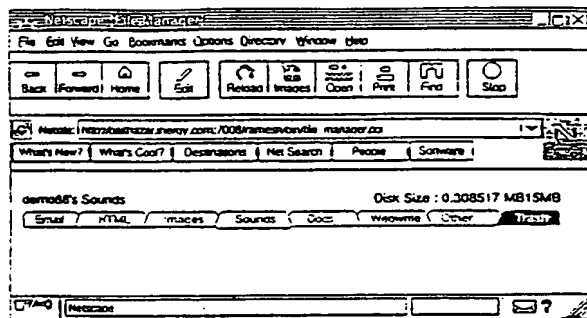 Netscape - File Manager
File Edit View Go Bookmarks Options Directory Window Help
Back Forward Home Edit Reload Images Open Print Find Stop
What's New? What's Cool? Destinations Net Search People Software
demo66's Sounds Disk Size : 0.308517 MB15MB
Email HTML Images Sounds Docs Other Trash
Netscape ?